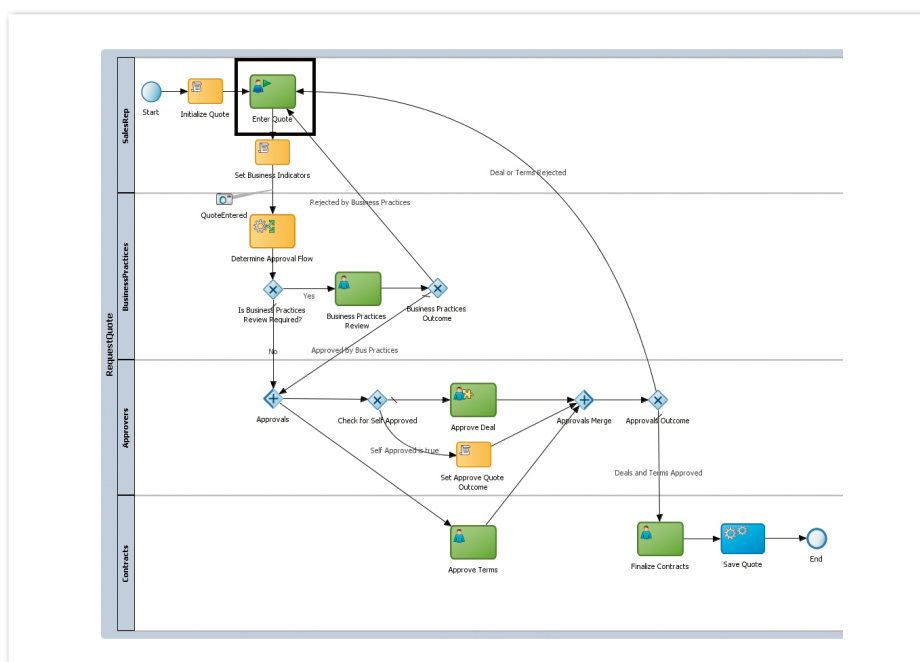 RequestQuote
SalesRep
Start
Initialize Quote
Enter Quote
Set Business Indicators
Deal or Terms Rejected
BusinessPractices
QuoteEntered
Rejected by Business Practices
Determine Approval Flow
Is Business Practices
Review Required?
Yes
Business Practices
Review
Business Practices
Outcome
No
Approved by Bus Practices
Approvers
Approvals
Check for Self Approved
Approve Deal
Approvals Merge
Approvals Outcome
Self Approved is true
Set Approve Quote
Outcome
Deals and Terms Approved
Contracts
Approve Terms
Finalize Contracts
Save Quote
End